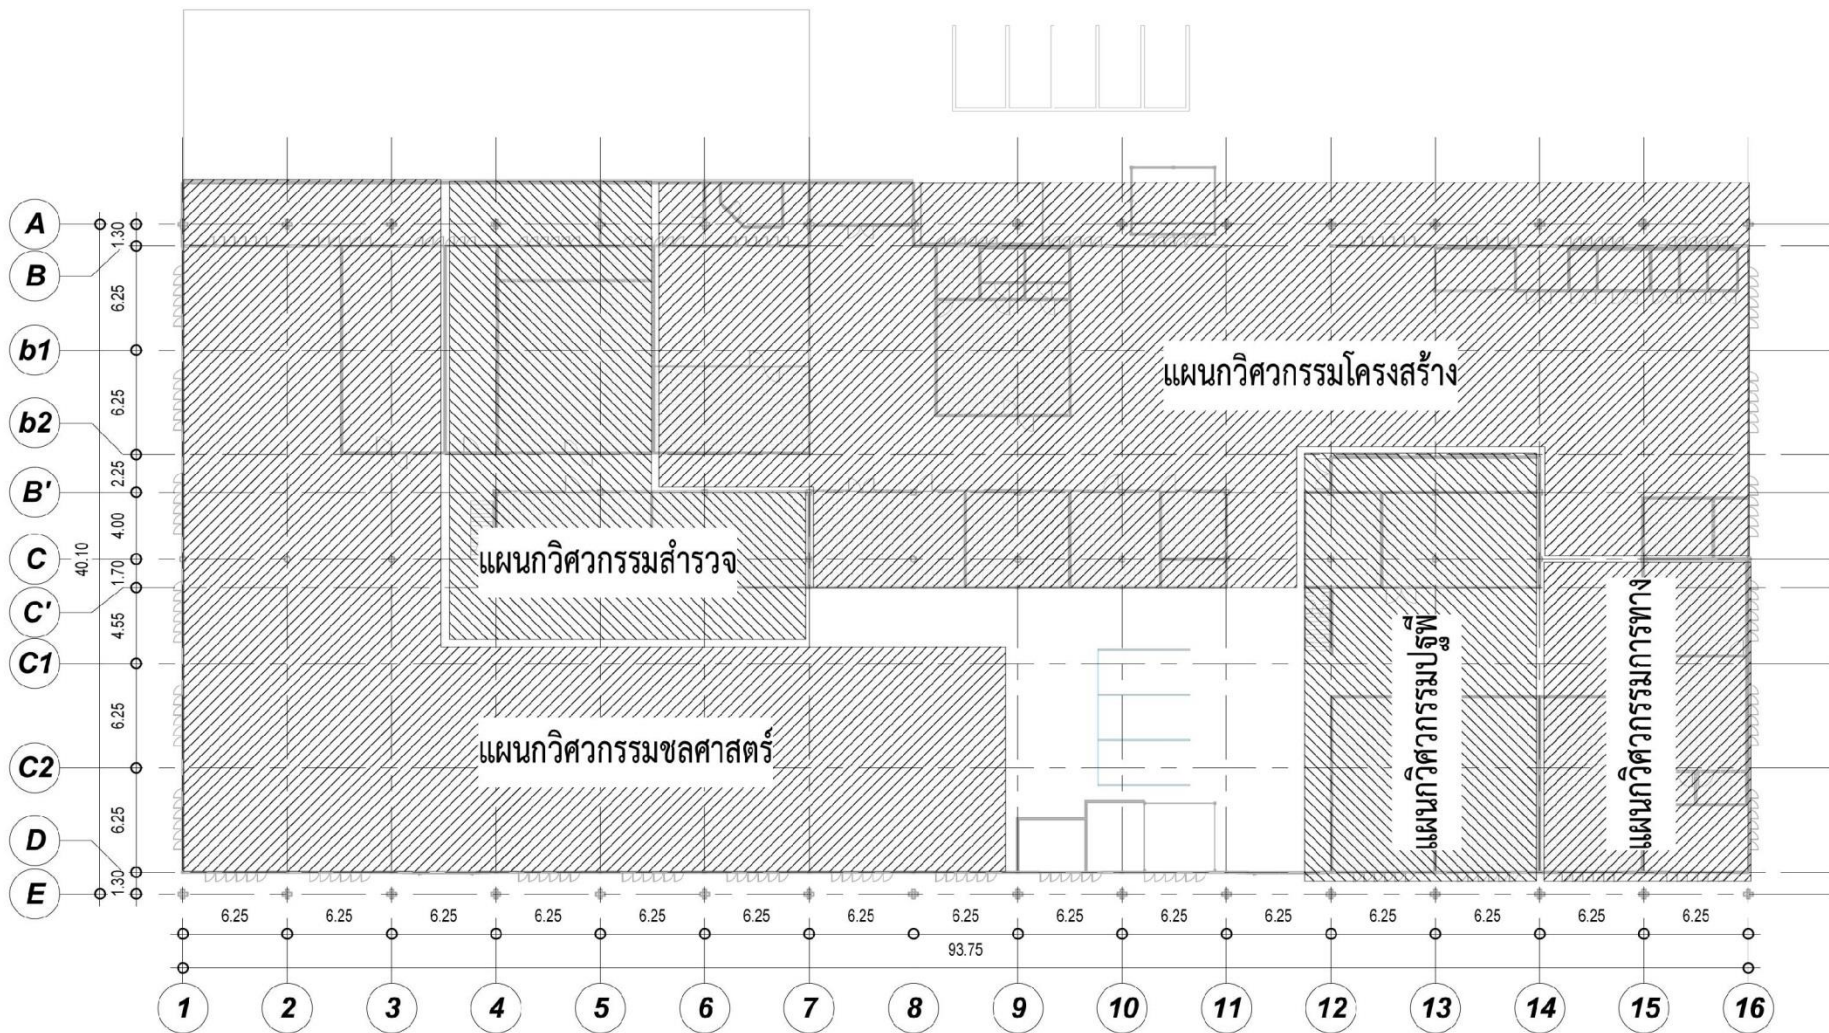 A
B
b1
b2
B'
C
C'
C1
C2
D
E
1.30
6.25
6.25
2.25
4.00
1.70
4.55
6.25
6.25
1.30
40.10
แผนกวิศวกรรมโครงสร้าง
แผนกวิศวกรรมสำรวจ
แผนกวิศวกรรมชลศาสตร์
แผนกวิศวกรรมปฐพี
แผนกวิศวกรรมการทาง
6.25 6.25 6.25 6.25 6.25 6.25 6.25 6.25 6.25 6.25 6.25 6.25 6.25 6.25 6.25
93.75
1 2 3 4 5 6 7 8 9 10 11 12 13 14 15 16